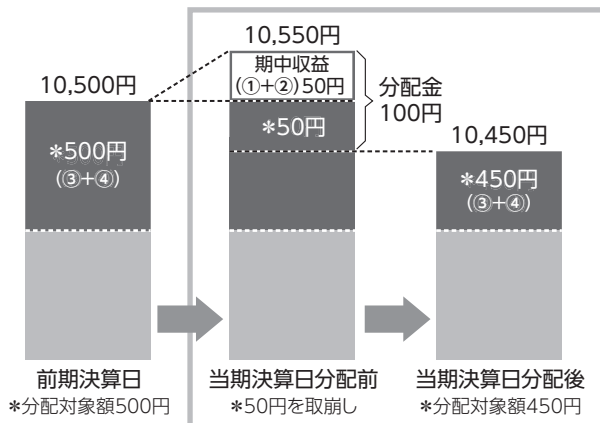 10,550円
期中収益
(①+②)50円
10,500円
分配金
100円
*50円
10,450円
*500円
(③+④)
*450円
(③+④)
前期決算日
当期決算日分配前
当期決算日分配後
*分配対象額500円
*50円を取崩し
*分配対象額450円